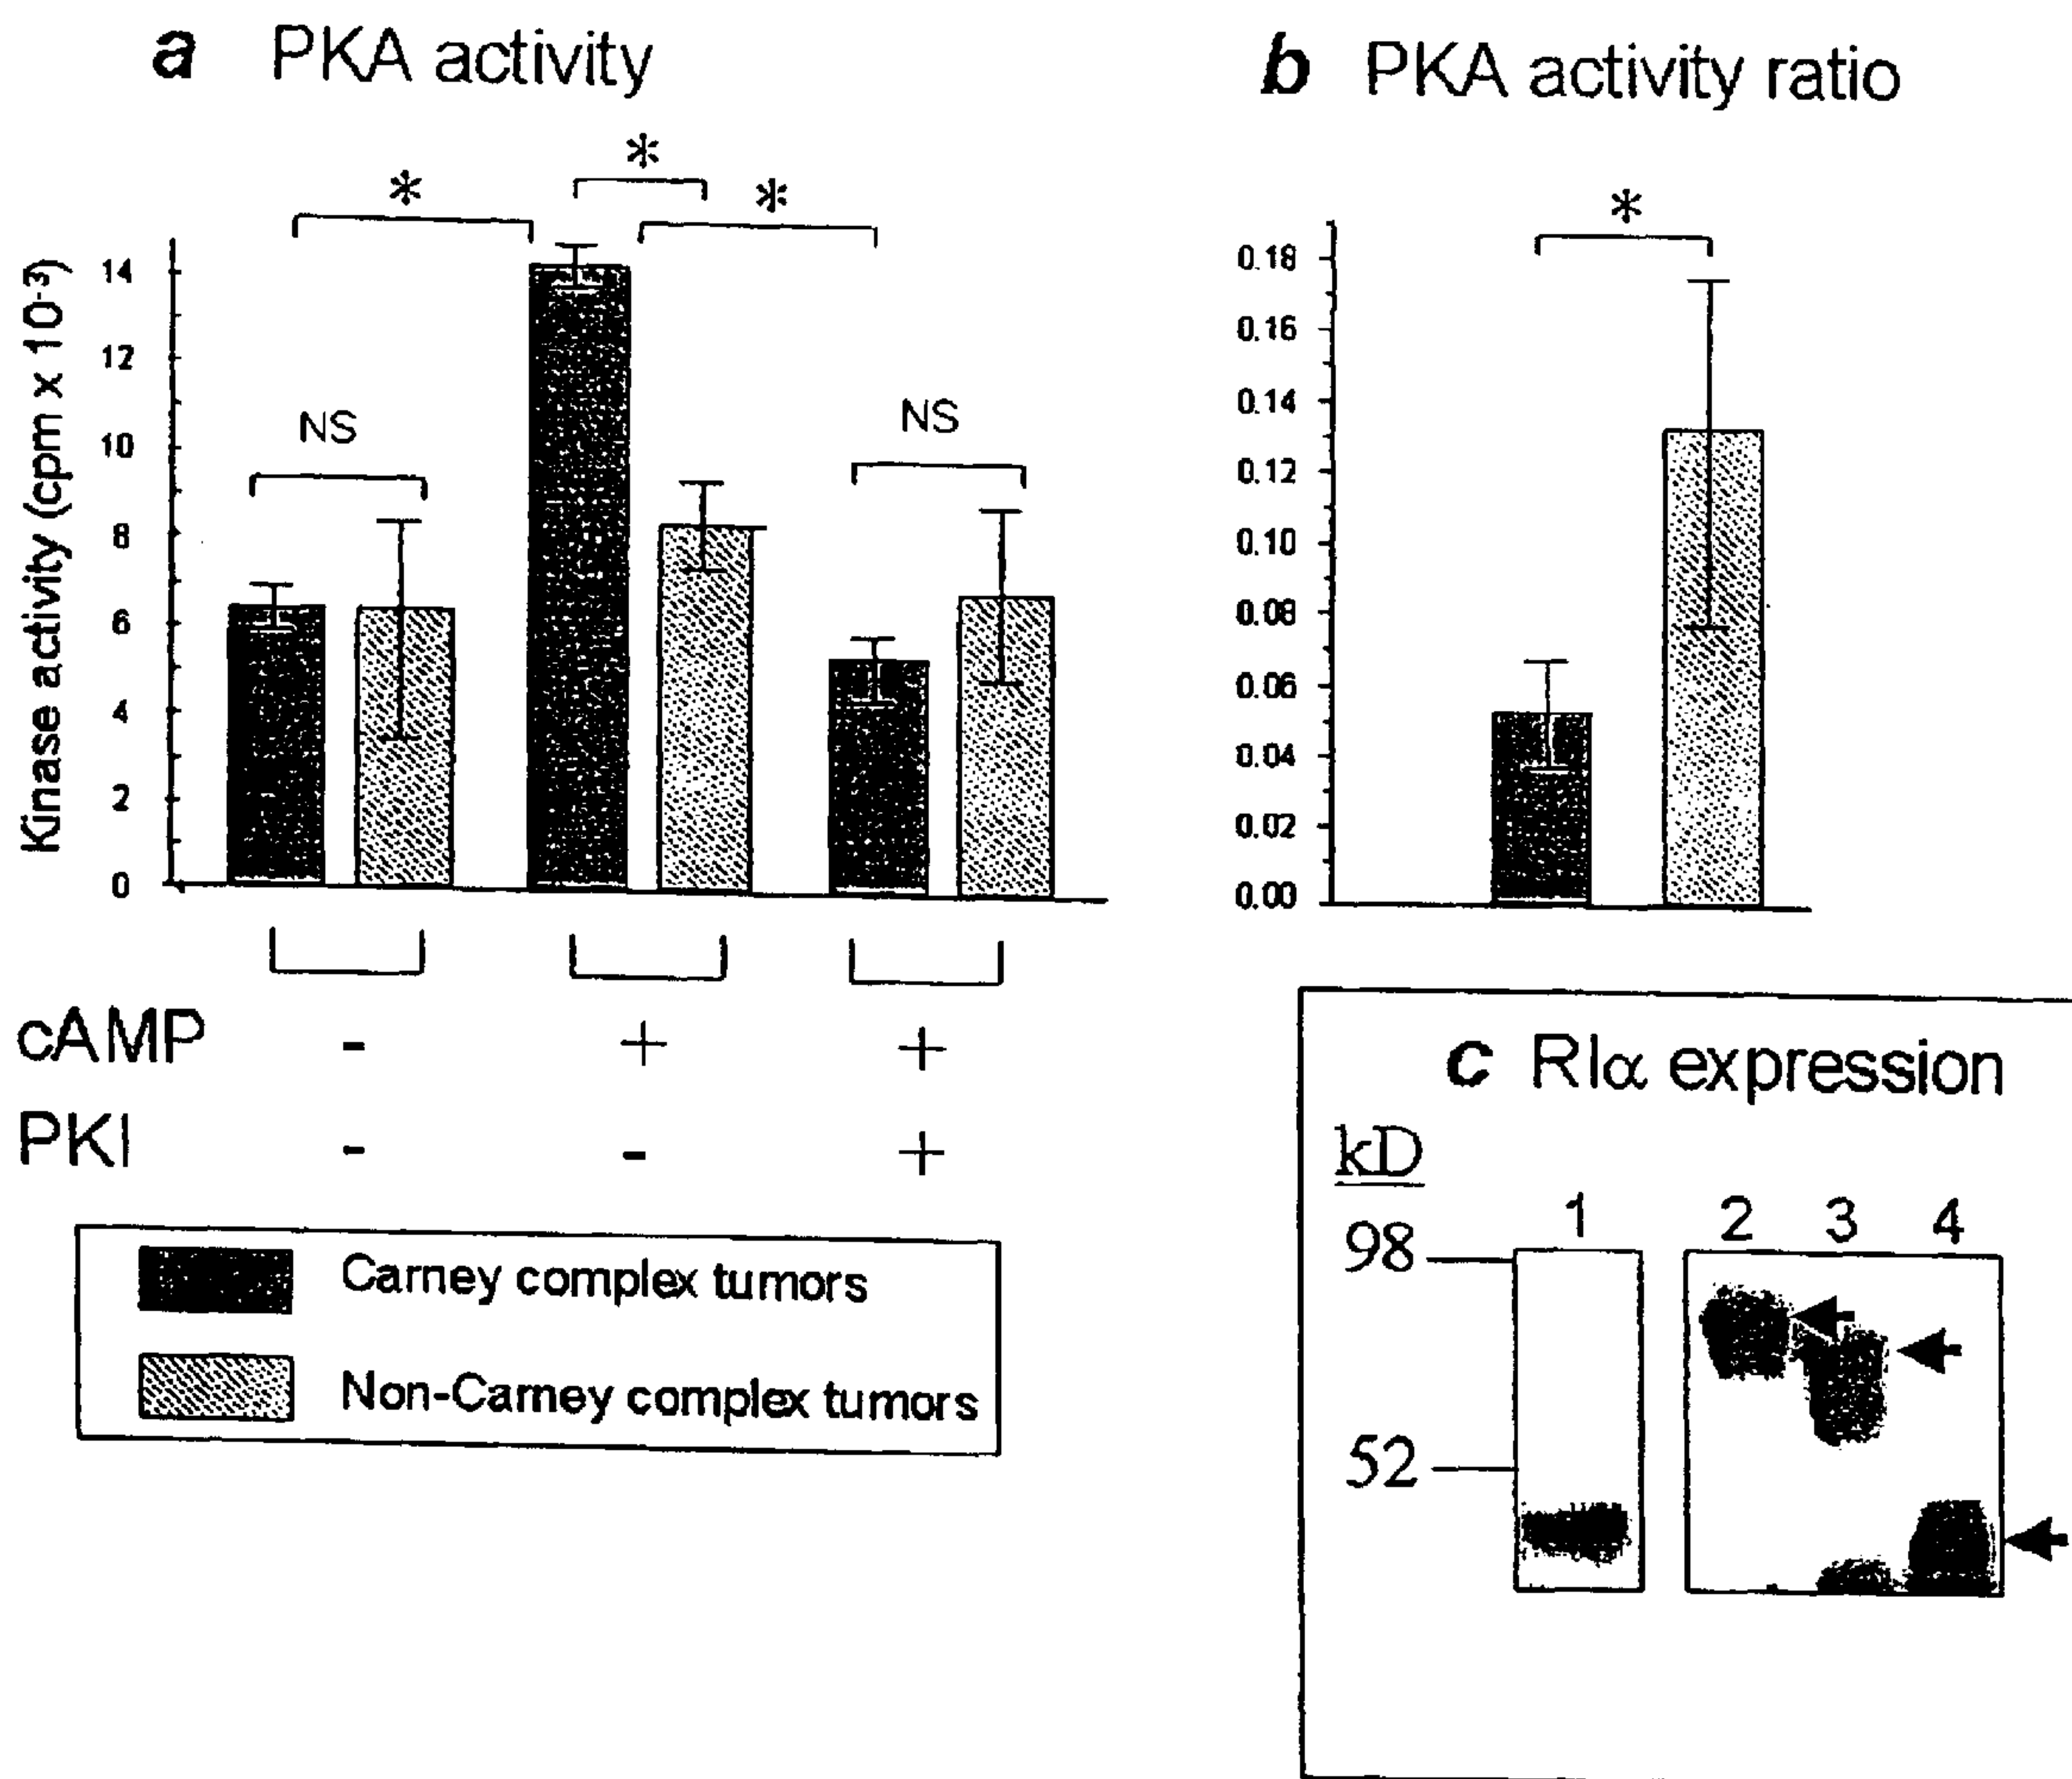 a PKA activity
*
*
*
Kinase activity (cpm x 10⁻³)
14
12
10
8
6
4
2
0
NS
NS
cAMP - + +
PKI - - +
Carney complex tumors
Non-Carney complex tumors
b PKA activity ratio
*
0.18
0.16
0.14
0.12
0.10
0.08
0.06
0.04
0.02
0.00
c RIα expression
kD
1 2 3 4
98
52